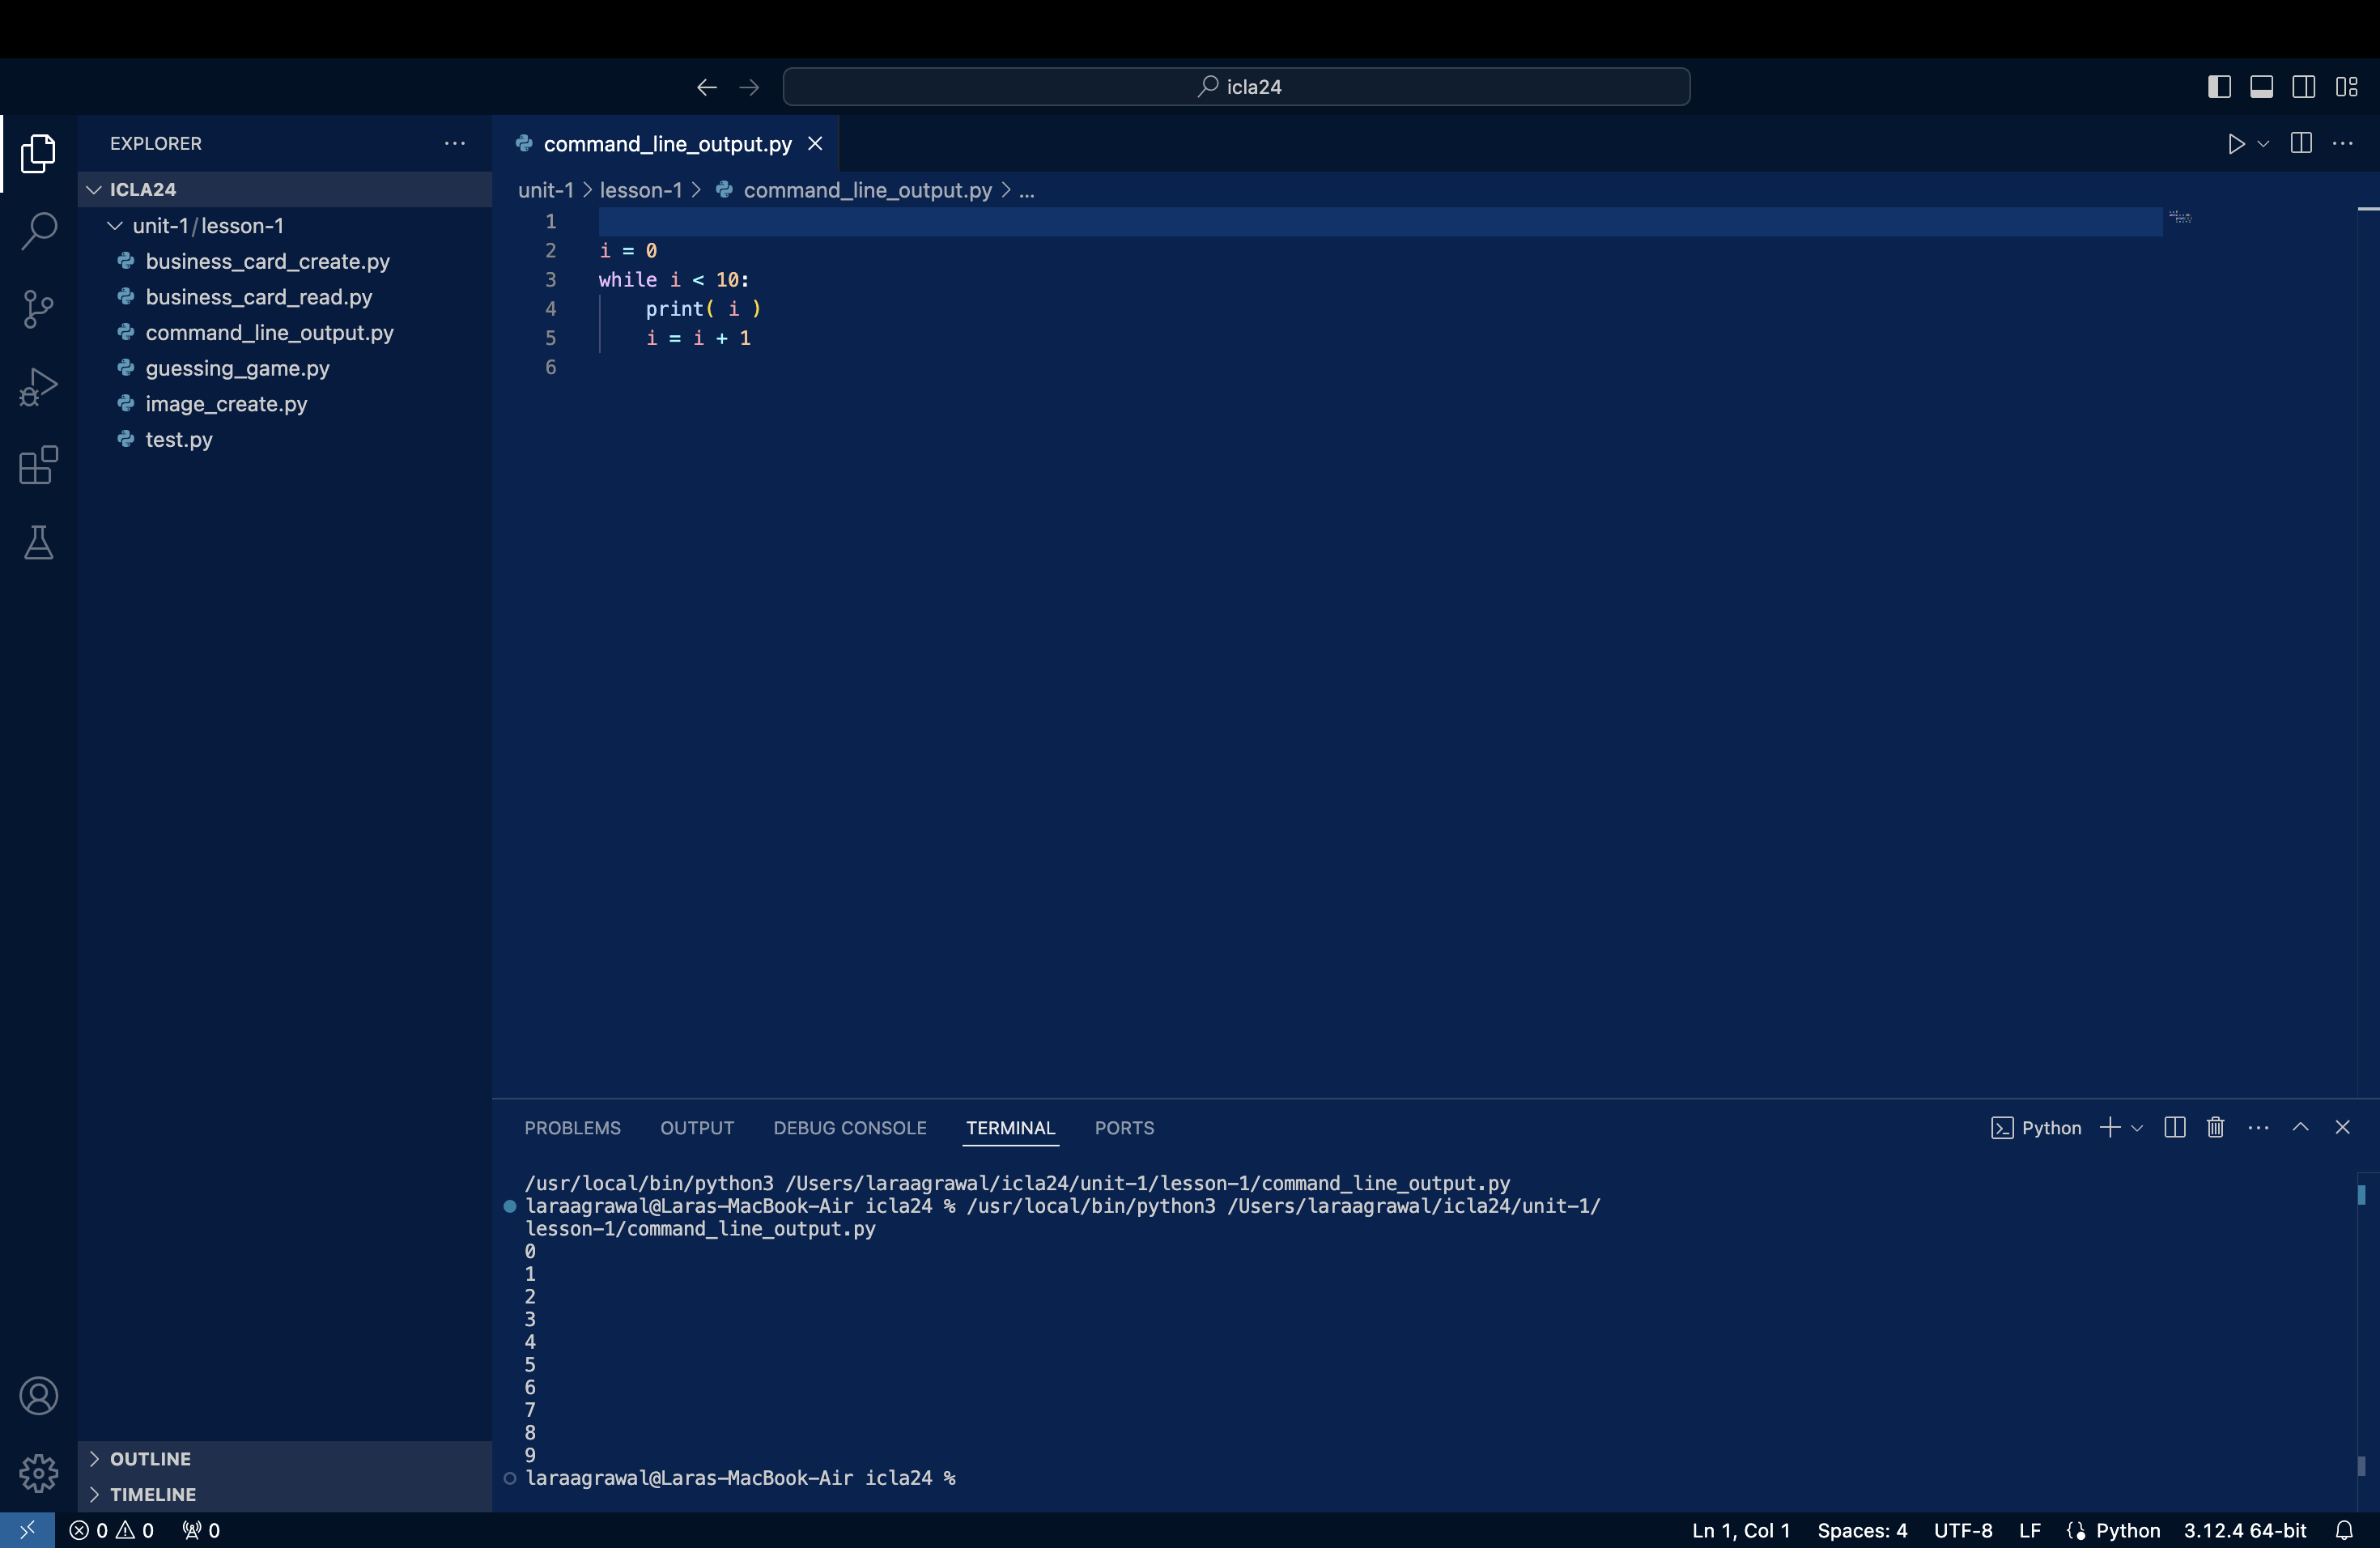 icla24
EXPLORER
ICLA24
unit-1/lesson-1
business_card_create.py
business_card_read.py
command_line_output.py
guessing_game.py
image_create.py
test.py
OUTLINE
TIMELINE
command_line_output.py
unit-1 > lesson-1 > command_line_output.py > ...
1
2 i = 0
3 while i < 10:
4     print( i )
5     i = i + 1
6
PROBLEMS OUTPUT DEBUG CONSOLE TERMINAL PORTS
Python
/usr/local/bin/python3 /Users/laraagrawal/icla24/unit-1/lesson-1/command_line_output.py
laraagrawal@Laras-MacBook-Air icla24 % /usr/local/bin/python3 /Users/laraagrawal/icla24/unit-1/
lesson-1/command_line_output.py
0
1
2
3
4
5
6
7
8
9
laraagrawal@Laras-MacBook-Air icla24 %
0 0 0 Ln 1, Col 1 Spaces: 4 UTF-8 LF Python 3.12.4 64-bit